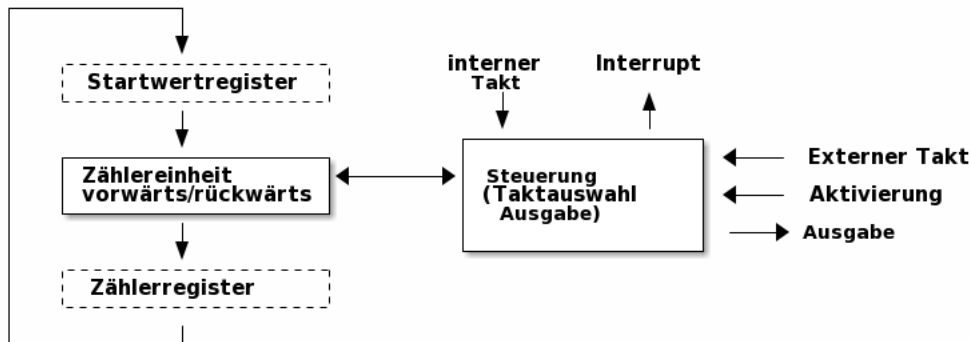 Startwertregister
Zählereinheit
vorwärts/rückwärts
Zählerregister
interner
Takt
Interrupt
Steuerung
(Taktauswahl
Ausgabe)
Externer Takt
Aktivierung
Ausgabe